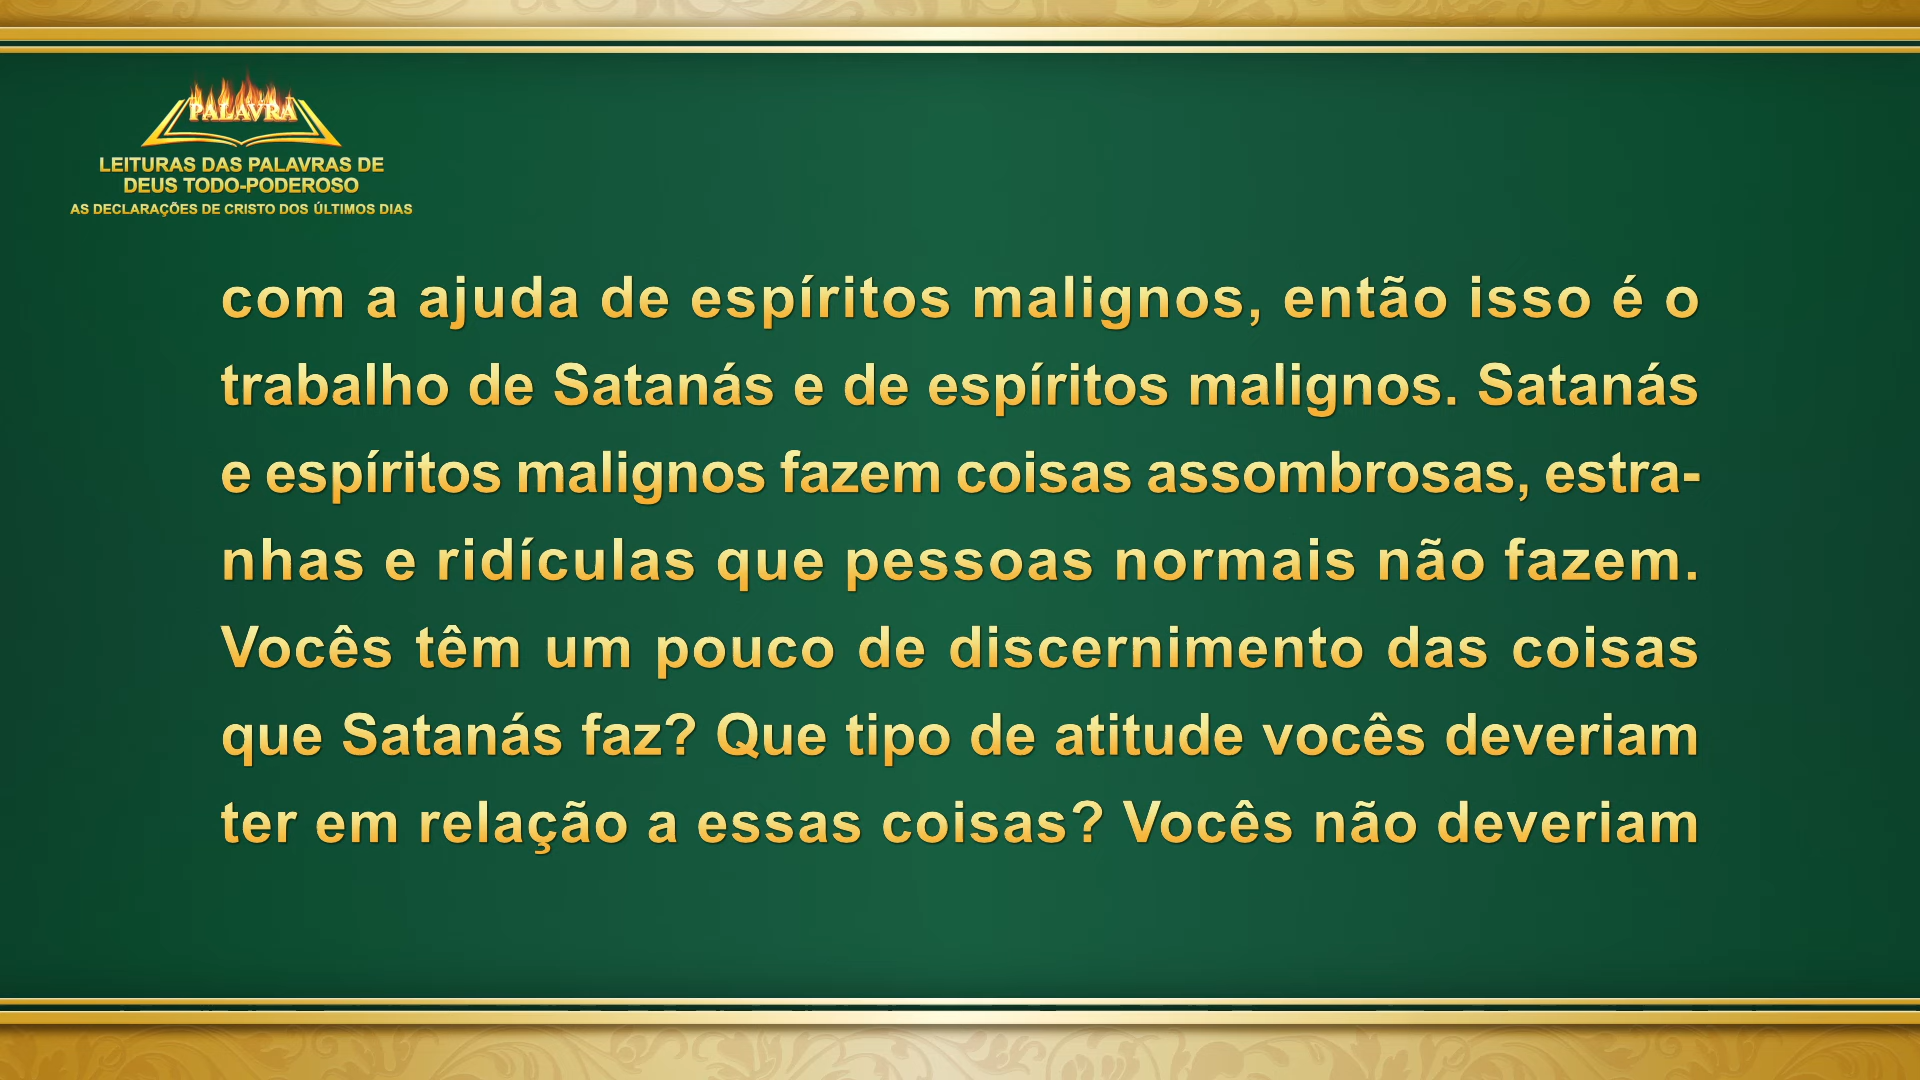 PALAVRA
LEITURAS DAS PALAVRAS DE
DEUS TODO-PODEROSO
AS DECLARAÇÕES DE CRISTO DOS ÚLTIMOS DIAS
com a ajuda de espíritos malignos, então isso é o
trabalho de Satanás e de espíritos malignos. Satanás
e espíritos malignos fazem coisas assombrosas, estra-
nhas e ridículas que pessoas normais não fazem.
Vocês têm um pouco de discernimento das coisas
que Satanás faz? Que tipo de atitude vocês deveriam
ter em relação a essas coisas? Vocês não deveriam